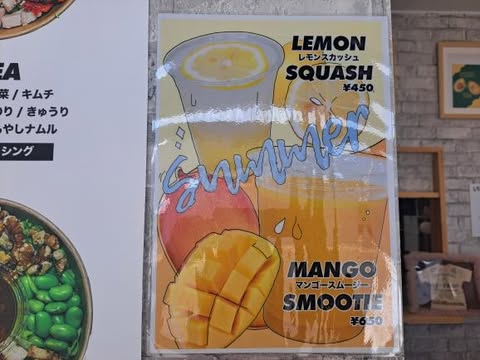 EA
菜 / キムチ
り / きゅうり
もやしナムル
シング
LEMON
レモンスカッシュ
SQUASH
¥450
summer
MANGO
マンゴースムージー
SMOOTIE
¥650